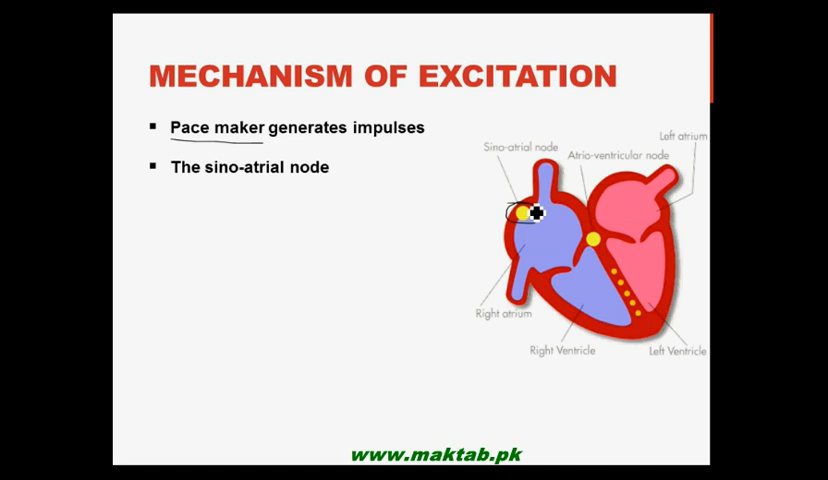 MECHANISM OF EXCITATION
▪ Pace maker generates impulses
▪ The sino-atrial node
Left atrium
Sino-atrial node
Atrio-ventricular node
Right atrium
Right Ventricle
Left Ventricle
www.maktab.pk